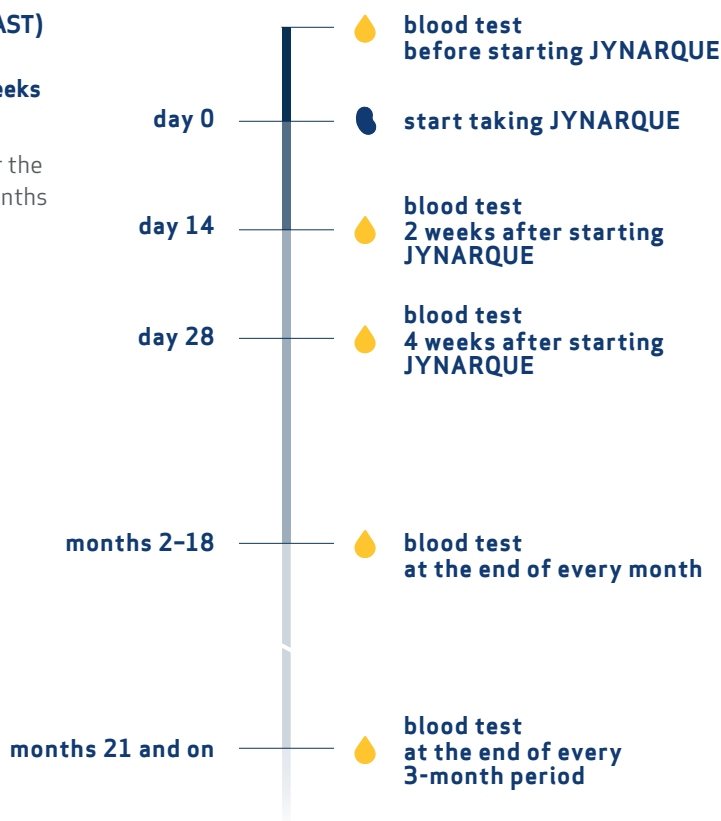 AST)
eeks
r the
nths
blood test
before starting JYNARQUE
day 0
start taking JYNARQUE
day 14
blood test
2 weeks after starting
JYNARQUE
day 28
blood test
4 weeks after starting
JYNARQUE
months 2–18
blood test
at the end of every month
months 21 and on
blood test
at the end of every
3-month period